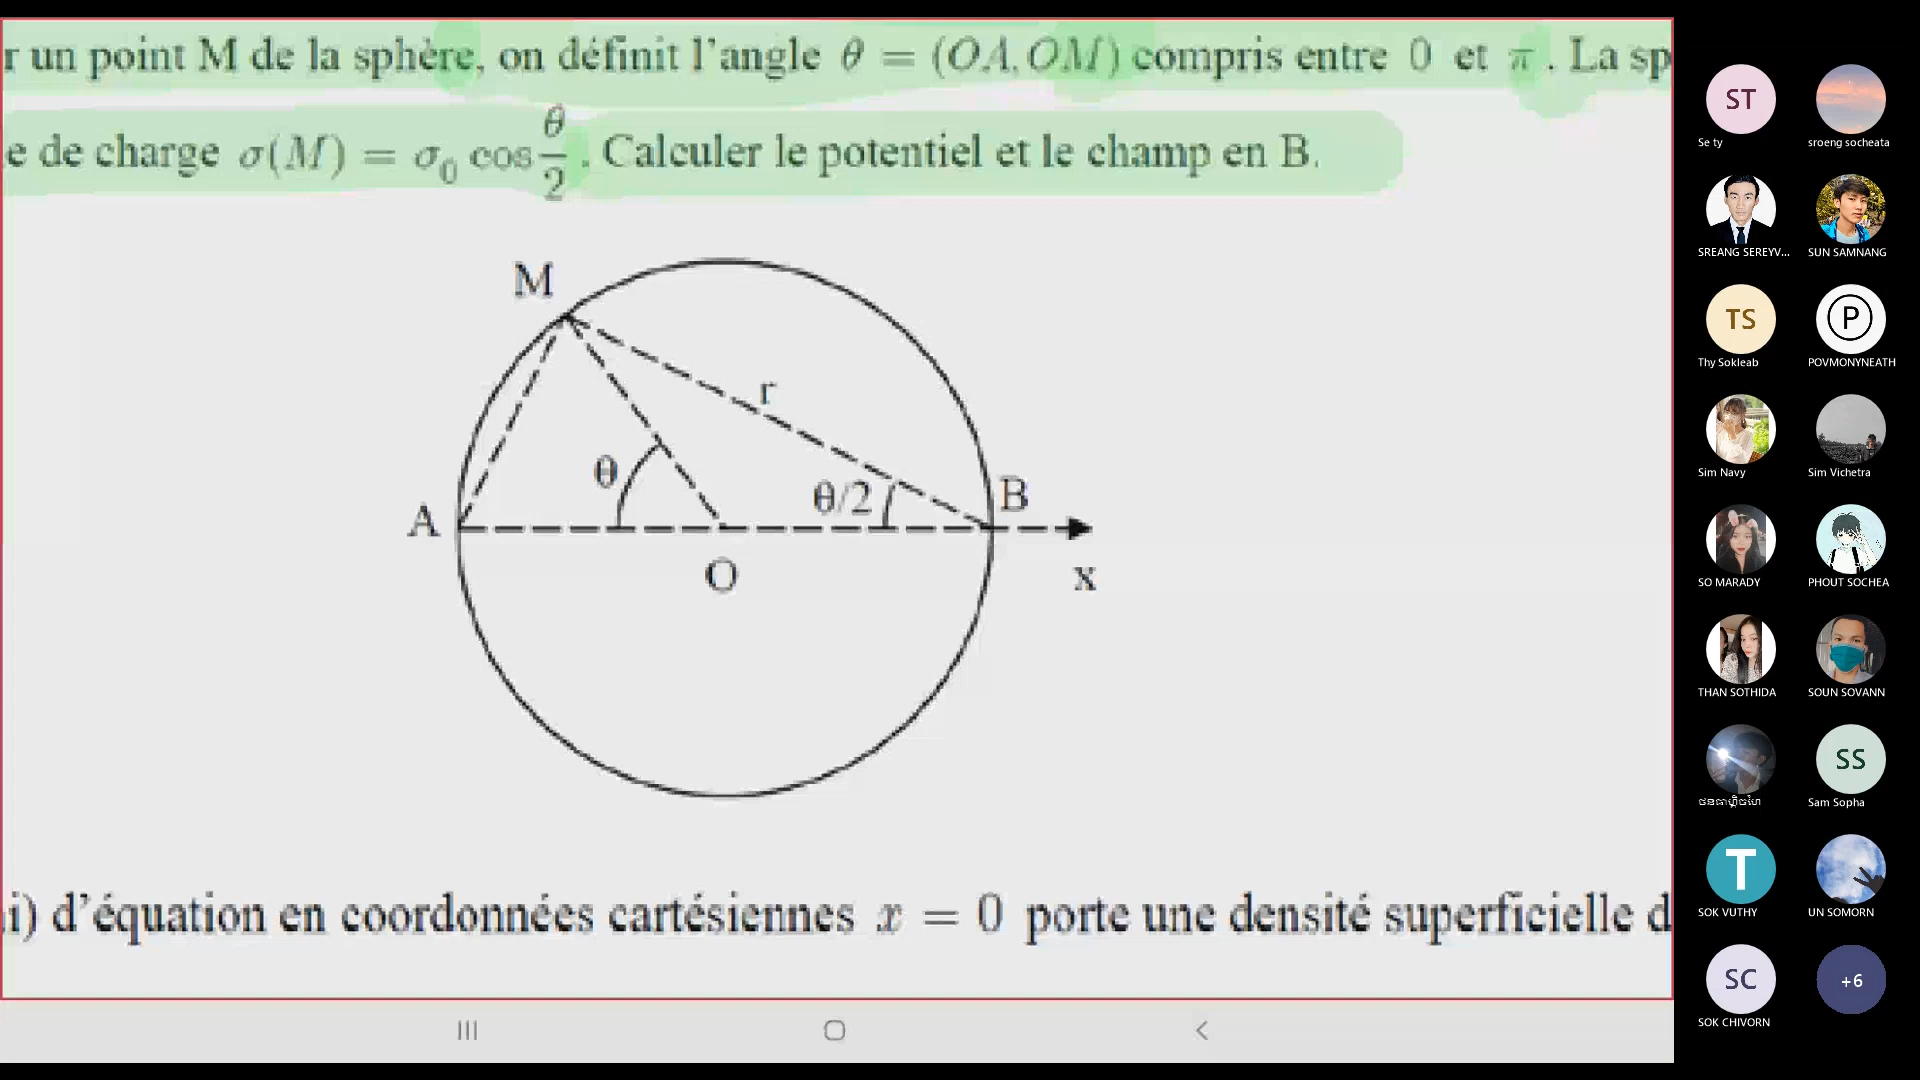 r un point M de la sphère, on définit l'angle θ = (OA, OM) compris entre 0 et π. La sp
e de charge σ(M) = σ₀ cos θ/2. Calculer le potentiel et le champ en B.
M
r
θ
θ/2
B
A
O
x
i) d'équation en coordonnées cartésiennes x = 0 porte une densité superficielle d
ST
Se ty
sroeng socheata
SREANG SEREYV...
SUN SAMNANG
TS
Thy Sokleab
P
POVMONYNEATH
Sim Navy
Sim Vichetra
SO MARADY
PHOUT SOCHEA
THAN SOTHIDA
SOUN SOVANN
SS
Sam Sopha
T
SOK VUTHY
UN SOMORN
SC
SOK CHIVORN
+6